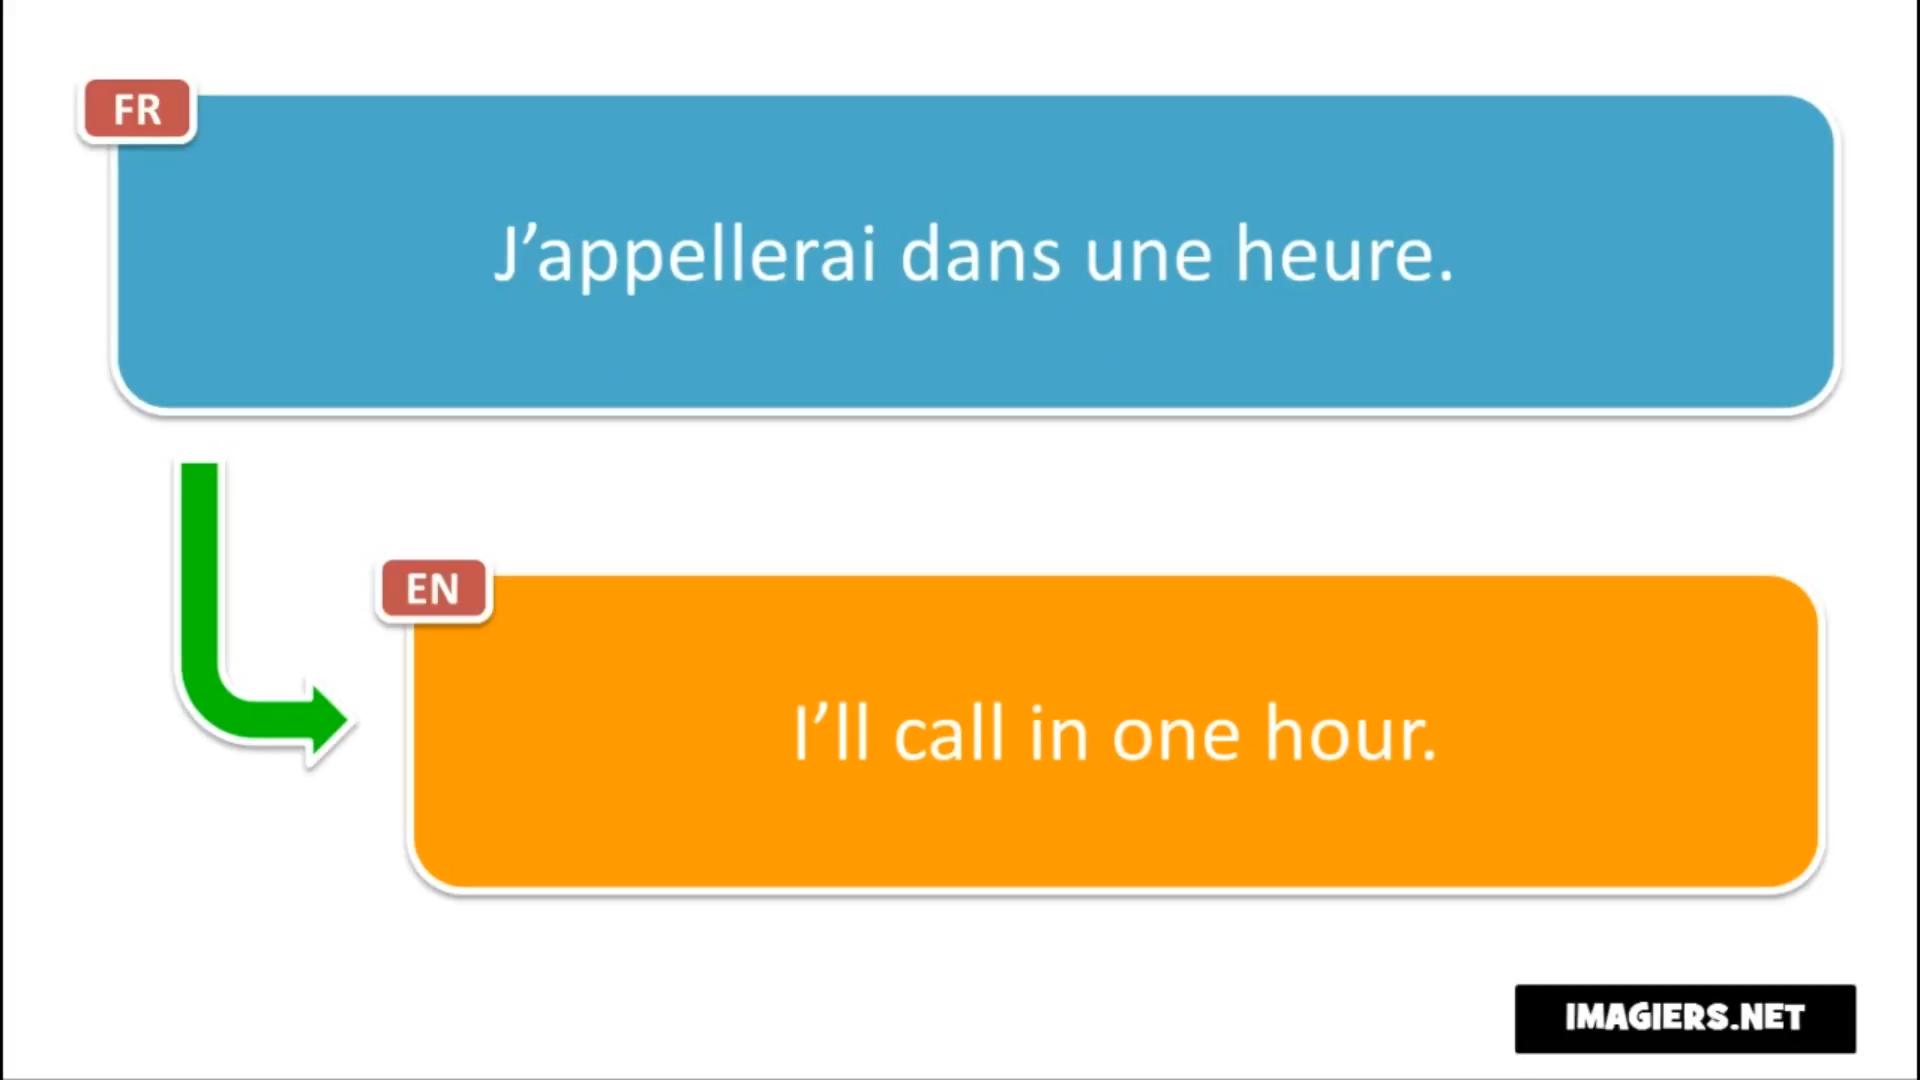 FR
J’appellerai dans une heure.
EN
I’ll call in one hour.
IMAGIERS.NET